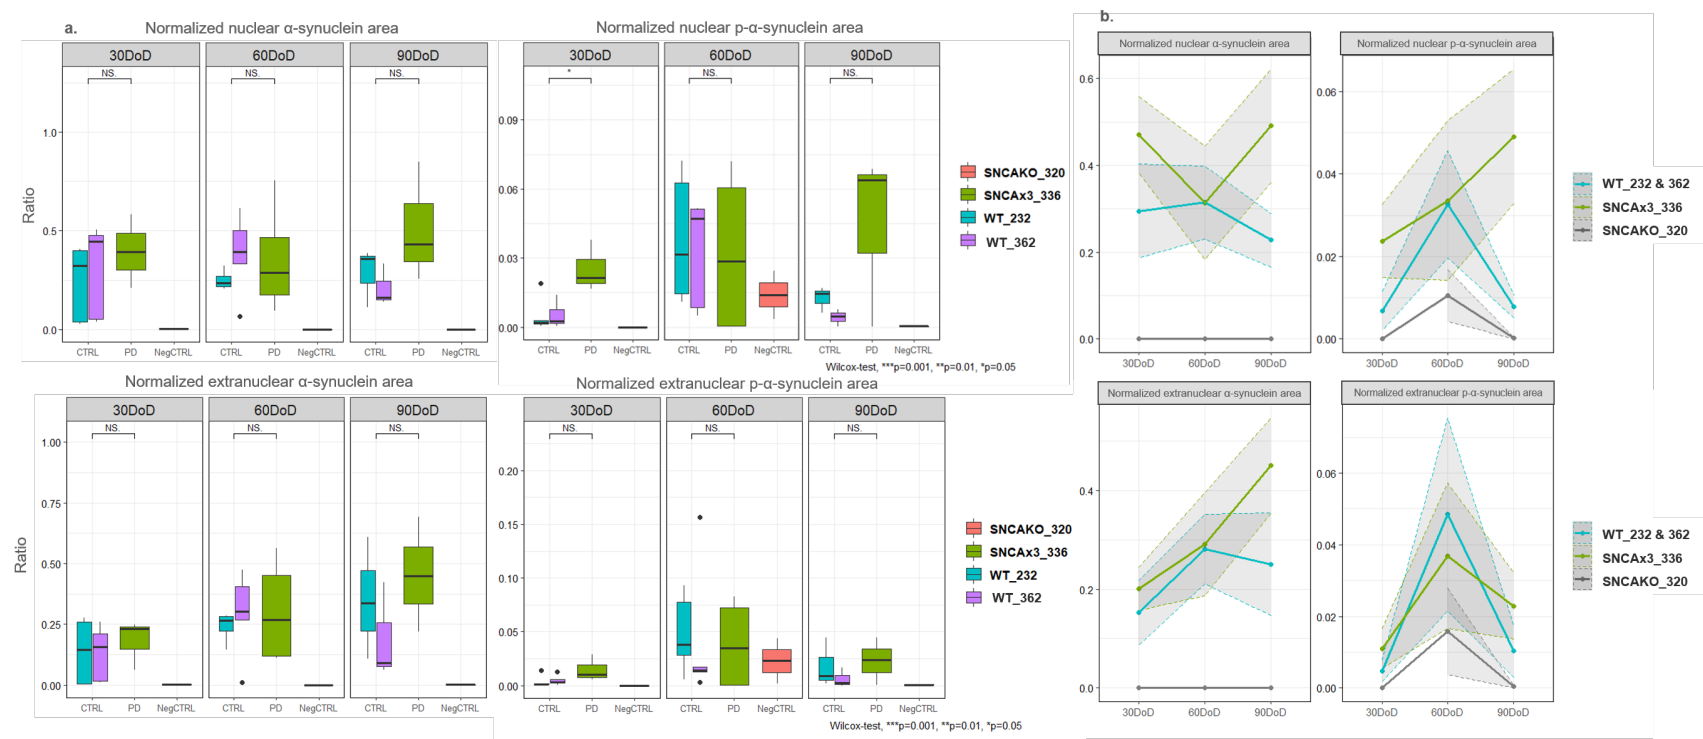 a.
Normalized nuclear α-synuclein area
30DoD 60DoD 90DoD
NS. NS. NS.
Ratio
1.0
0.5
0.0
CTRL PD NegCTRL CTRL PD NegCTRL CTRL PD NegCTRL
Normalized nuclear p-α-synuclein area
30DoD 60DoD 90DoD
* NS. NS.
0.09
0.06
0.03
0.00
CTRL PD NegCTRL CTRL PD NegCTRL CTRL PD NegCTRL
Wilcox-test, ***p=0.001, **p=0.01, *p=0.05
SNCAKO_320
SNCAx3_336
WT_232
WT_362
Normalized extranuclear α-synuclein area
30DoD 60DoD 90DoD
NS. NS. NS.
Ratio
1.00
0.75
0.50
0.25
0.00
CTRL PD NegCTRL CTRL PD NegCTRL CTRL PD NegCTRL
Normalized extranuclear p-α-synuclein area
30DoD 60DoD 90DoD
NS. NS. NS.
0.20
0.15
0.10
0.05
0.00
CTRL PD NegCTRL CTRL PD NegCTRL CTRL PD NegCTRL
Wilcox-test, ***p=0.001, **p=0.01, *p=0.05
SNCAKO_320
SNCAx3_336
WT_232
WT_362
b.
Normalized nuclear α-synuclein area
0.6
0.4
0.2
0.0
30DoD 60DoD 90DoD
Normalized nuclear p-α-synuclein area
0.06
0.04
0.02
0.00
30DoD 60DoD 90DoD
WT_232 & 362
SNCAx3_336
SNCAKO_320
Normalized extranuclear α-synuclein area
0.4
0.2
0.0
30DoD 60DoD 90DoD
Normalized extranuclear p-α-synuclein area
0.06
0.04
0.02
0.00
30DoD 60DoD 90DoD
WT_232 & 362
SNCAx3_336
SNCAKO_320